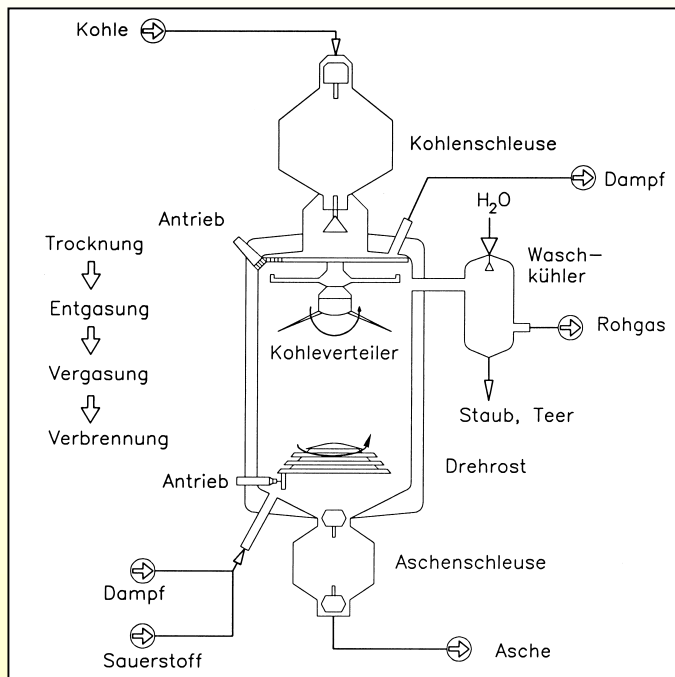 Kohle
Kohlenschleuse
Dampf
Antrieb
H₂O
Wasch-
kühler
Trocknung
Entgasung
Vergasung
Verbrennung
Rohgas
Kohleverteiler
Staub, Teer
Drehrost
Antrieb
Aschenschleuse
Dampf
Sauerstoff
Asche